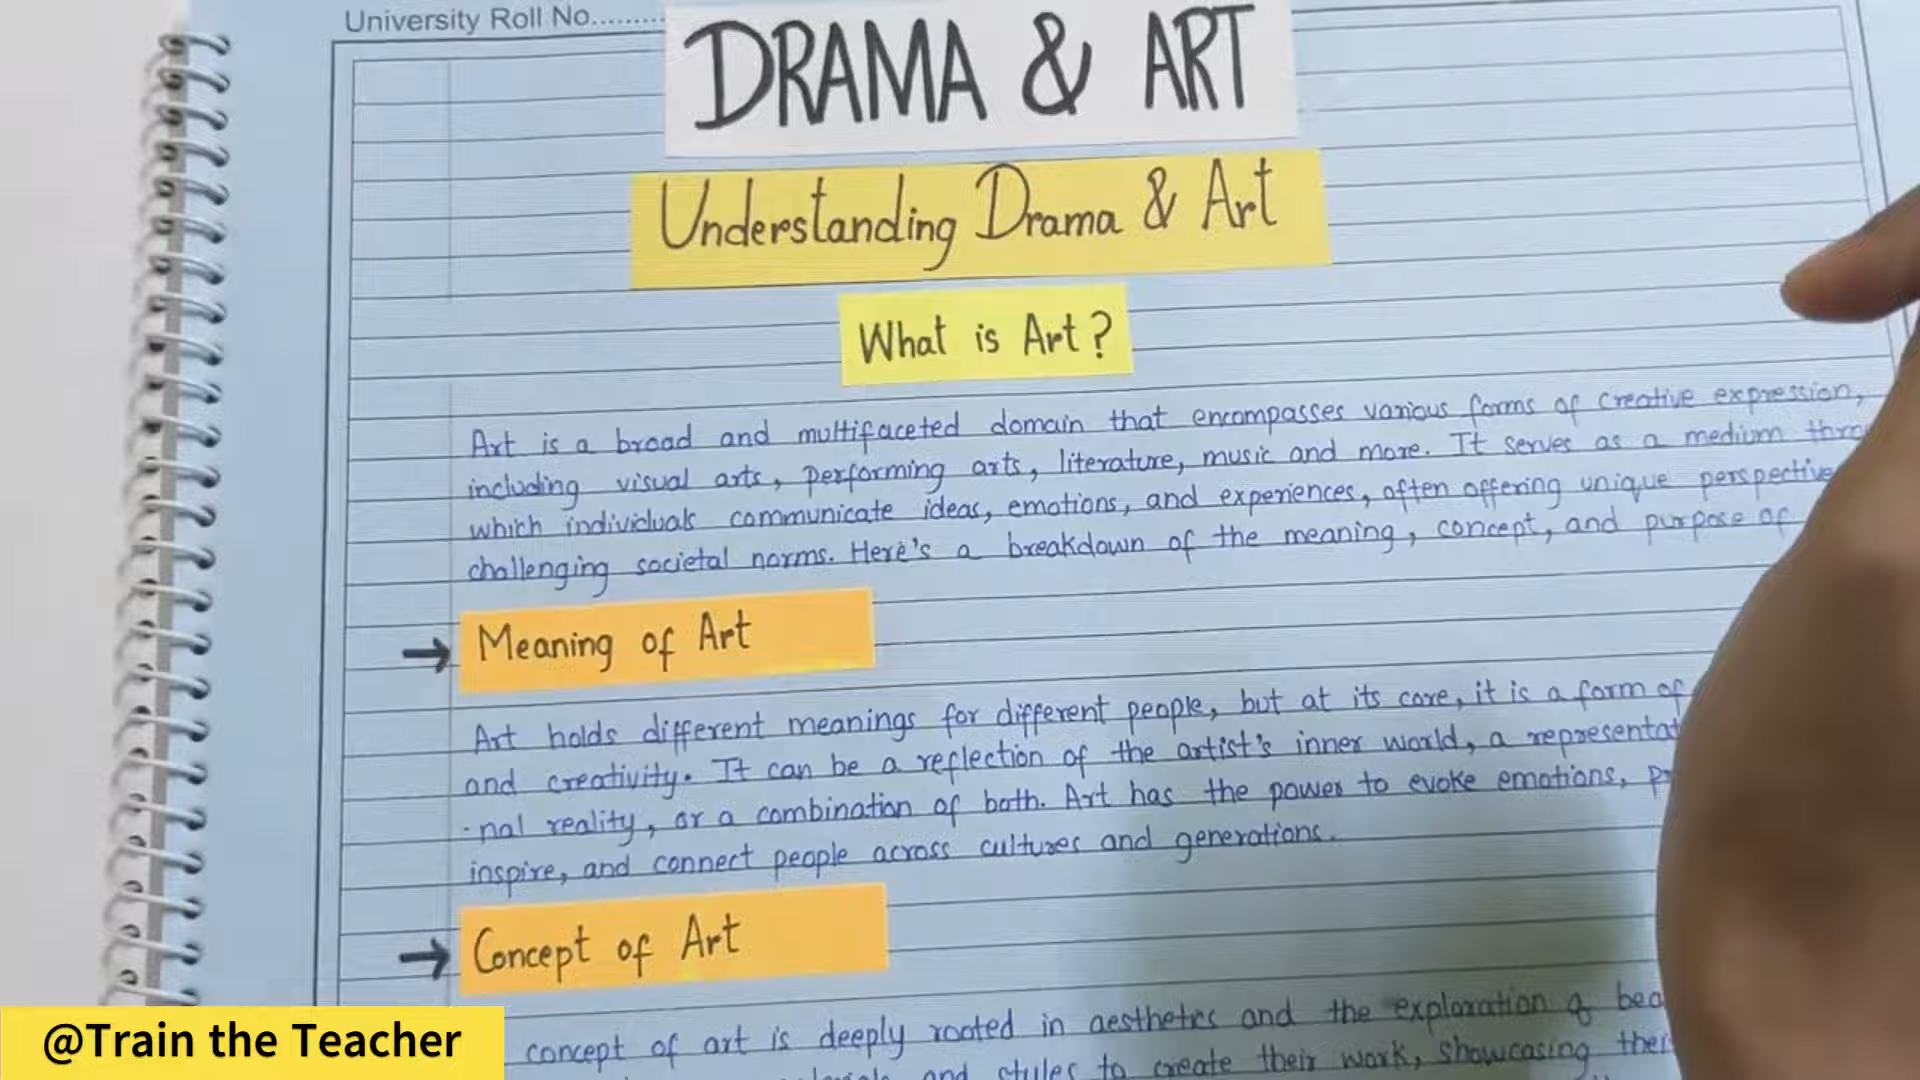 University Roll No.........
DRAMA & ART
Understanding Drama & Art
What is Art?
Art is a broad and multifaceted domain that encompasses various forms of creative expression,
including visual arts, performing arts, literature, music and more. It serves as a medium
which individuals communicate ideas, emotions, and experiences, often offering unique
challenging societal norms. Here's a breakdown of the meaning, concept, and purpose of
→ Meaning of Art
Art holds different meanings for different people, but at its core, it is a form of
and creativity. It can be a reflection of the artist's inner world, a
-nal reality, or a combination of both. Art has the power to evoke emotions,
inspire, and connect people across cultures and generations.
→ Concept of Art
concept of art is deeply rooted in aesthetics and the exploration of
and styles to create their work, showcasing
@Train the Teacher